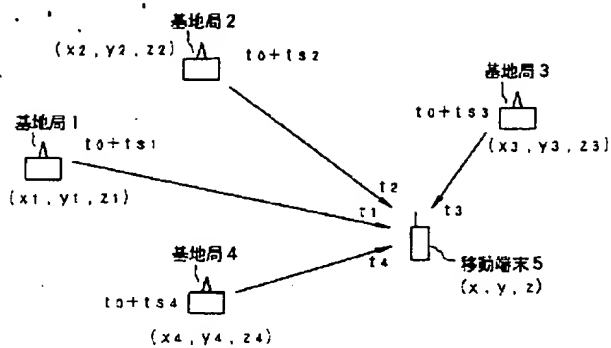 基地局2
(x2, y2, z2)
t0+ts2
基地局3
t0+ts3
(x3, y3, z3)
基地局1
t0+ts1
(x1, y1, z1)
t2
t1
t3
t4
基地局4
t0+ts4
(x4, y4, z4)
移動端末5
(x, y, z)